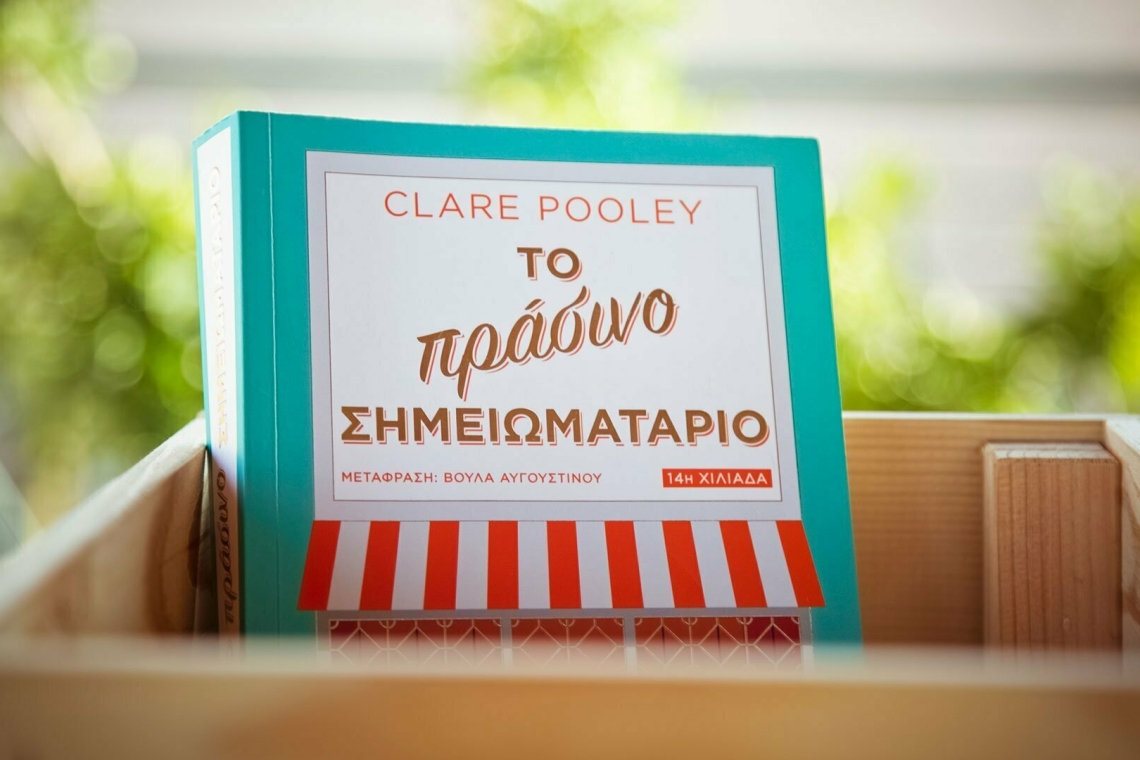 CLARE POOLEY
ΤΟ
πράσινο
ΣΗΜΕΙΩΜΑΤΑΡΙΟ
ΜΕΤΑΦΡΑΣΗ: ΒΟΥΛΑ ΑΥΓΟΥΣΤΙΝΟΥ
14η ΧΙΛΙΑΔΑ